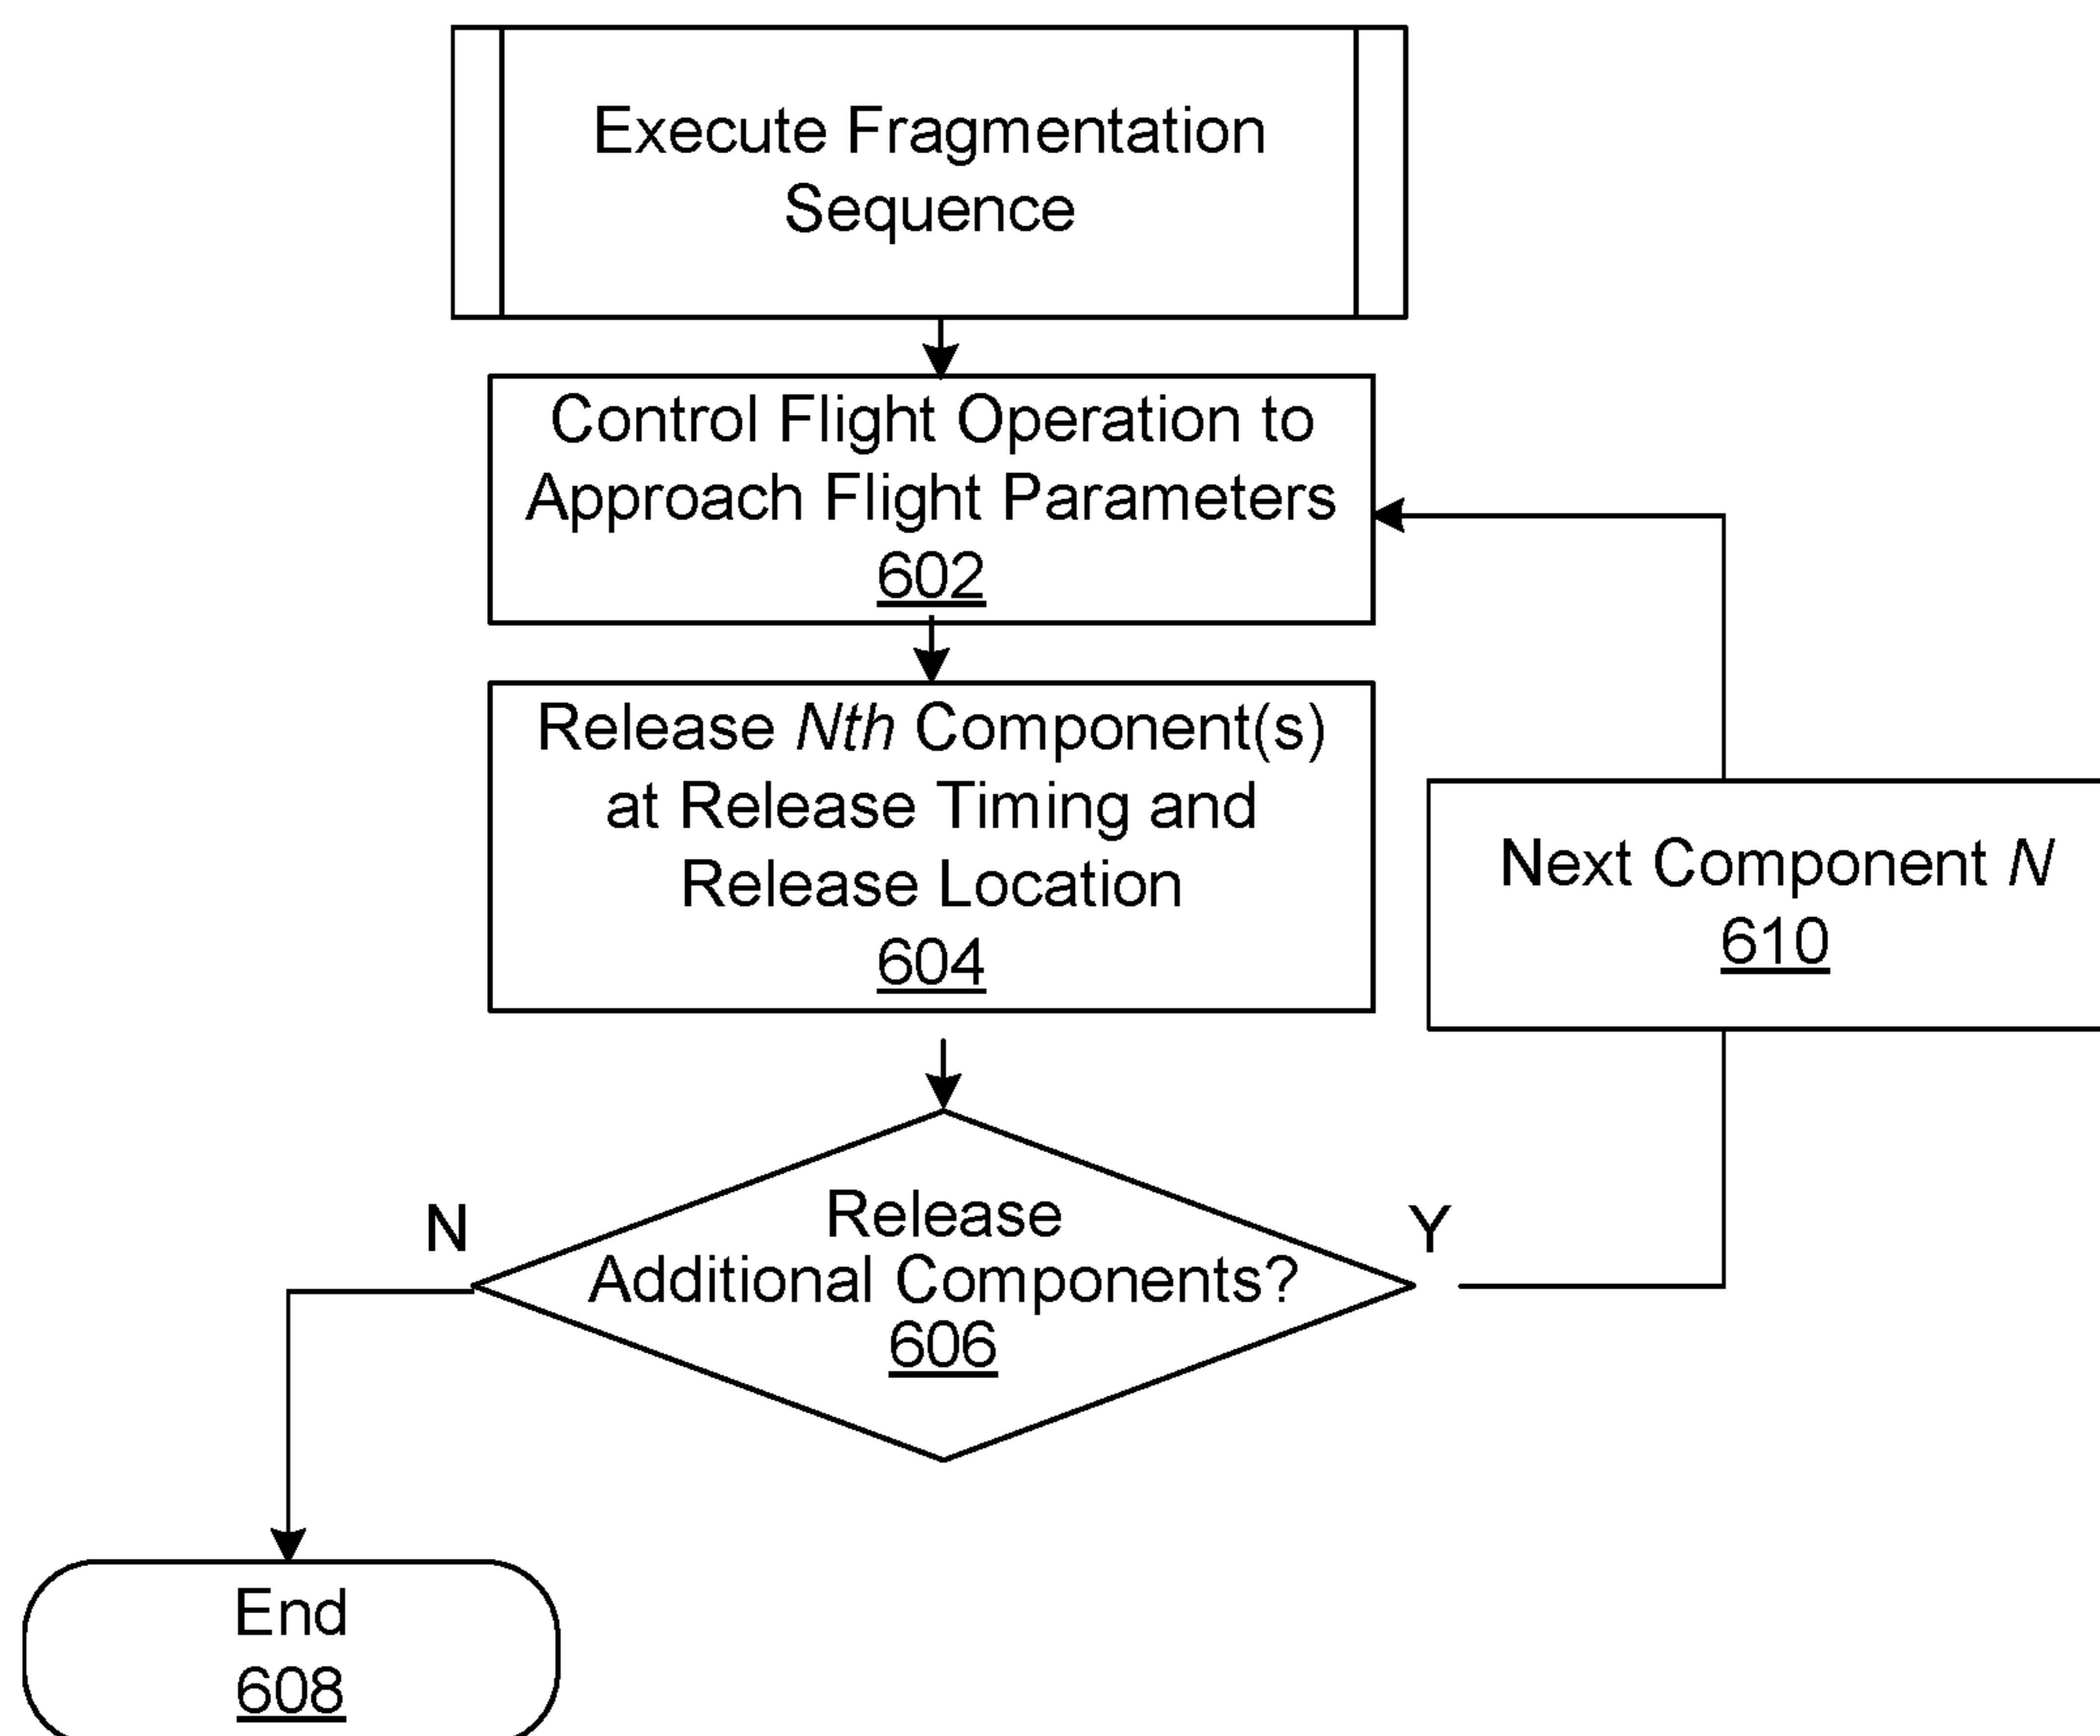 Execute Fragmentation
Sequence
Control Flight Operation to
Approach Flight Parameters
602
Release Nth Component(s)
at Release Timing and
Release Location
604
Next Component N
610
N
Release
Additional Components?
606
Y
End
608